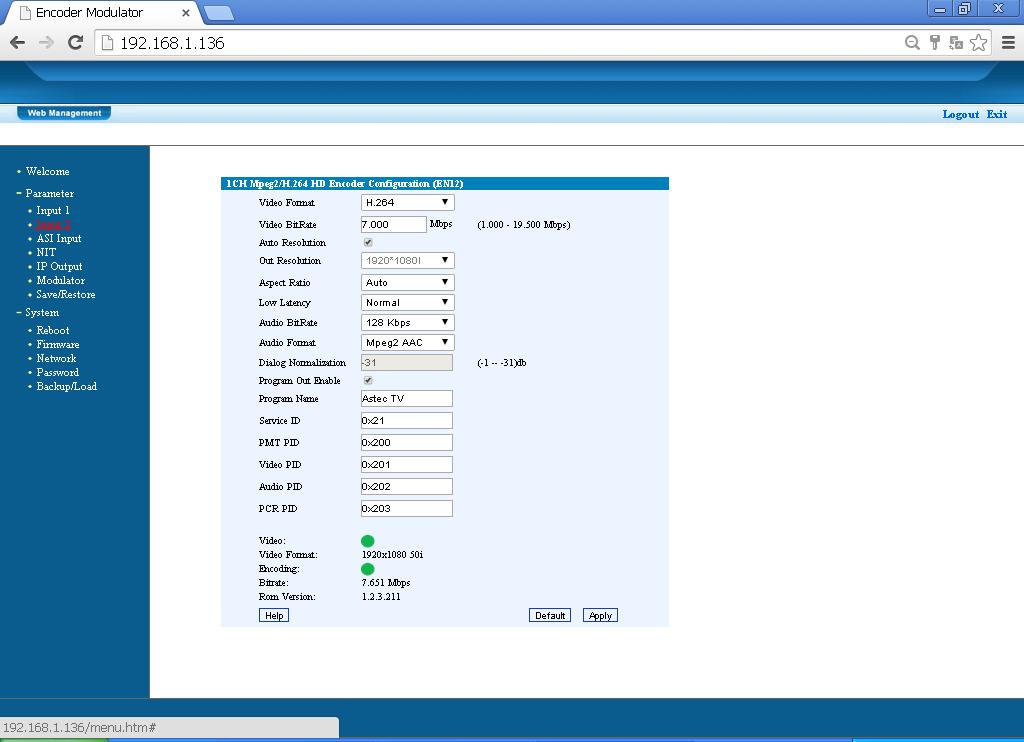 Encoder Modulator
192.168.1.136
Web Management
Logout Exit
Welcome
Parameter
Input 1
Input 2
ASI Input
NIT
IP Output
Modulator
Save/Restore
System
Reboot
Firmware
Network
Password
Backup/Load
1CH Mpeg2/H.264 HD Encoder Configuration (EN12)
Video Format H.264
Video BitRate 7.000 Mbps (1.000 - 19.500 Mbps)
Auto Resolution
Out Resolution 1920*1080I
Aspect Ratio Auto
Low Latency Normal
Audio BitRate 128 Kbps
Audio Format Mpeg2 AAC
Dialog Normalization -31 (-1 -- -31)db
Program Out Enable
Program Name Astec TV
Service ID 0x21
PMT PID 0x200
Video PID 0x201
Audio PID 0x202
PCR PID 0x203
Video:
Video Format: 1920x1080 50i
Encoding:
Bitrate: 7.651 Mbps
Rom Version: 1.2.3.211
Help Default Apply
192.168.1.136/menu.htm#